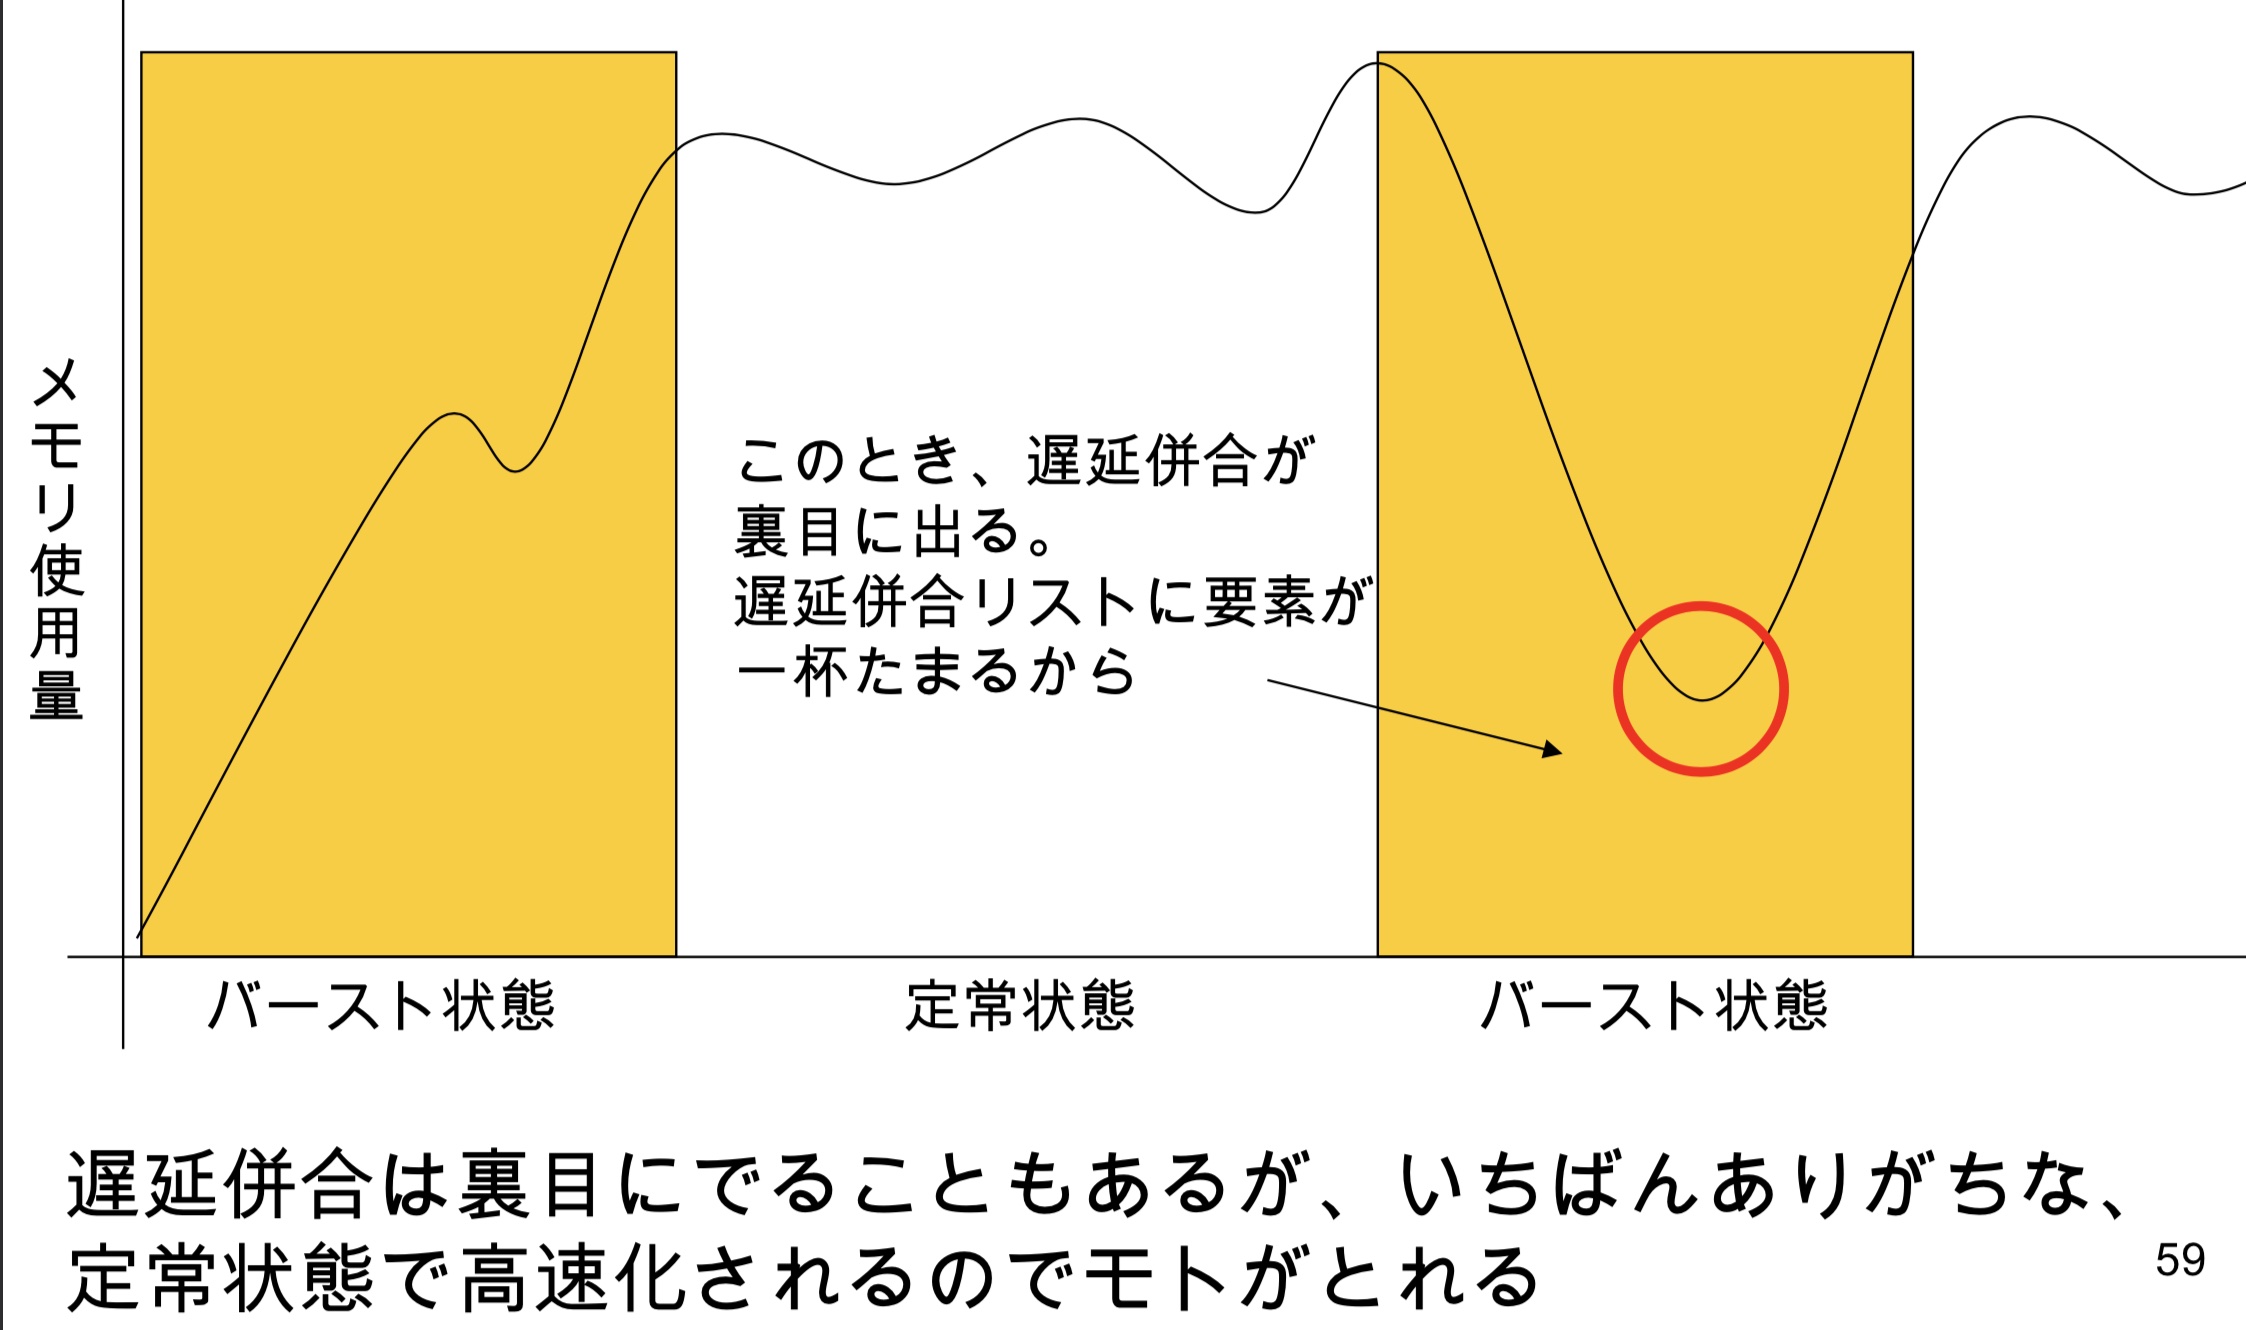 メモリ使用量
このとき、遅延併合が
裏目に出る。
遅延併合リストに要素が
一杯たまるから
バースト状態
定常状態
バースト状態
遅延併合は裏目にでることもあるが、いちばんありがちな、
定常状態で高速化されるのでモトがとれる
59